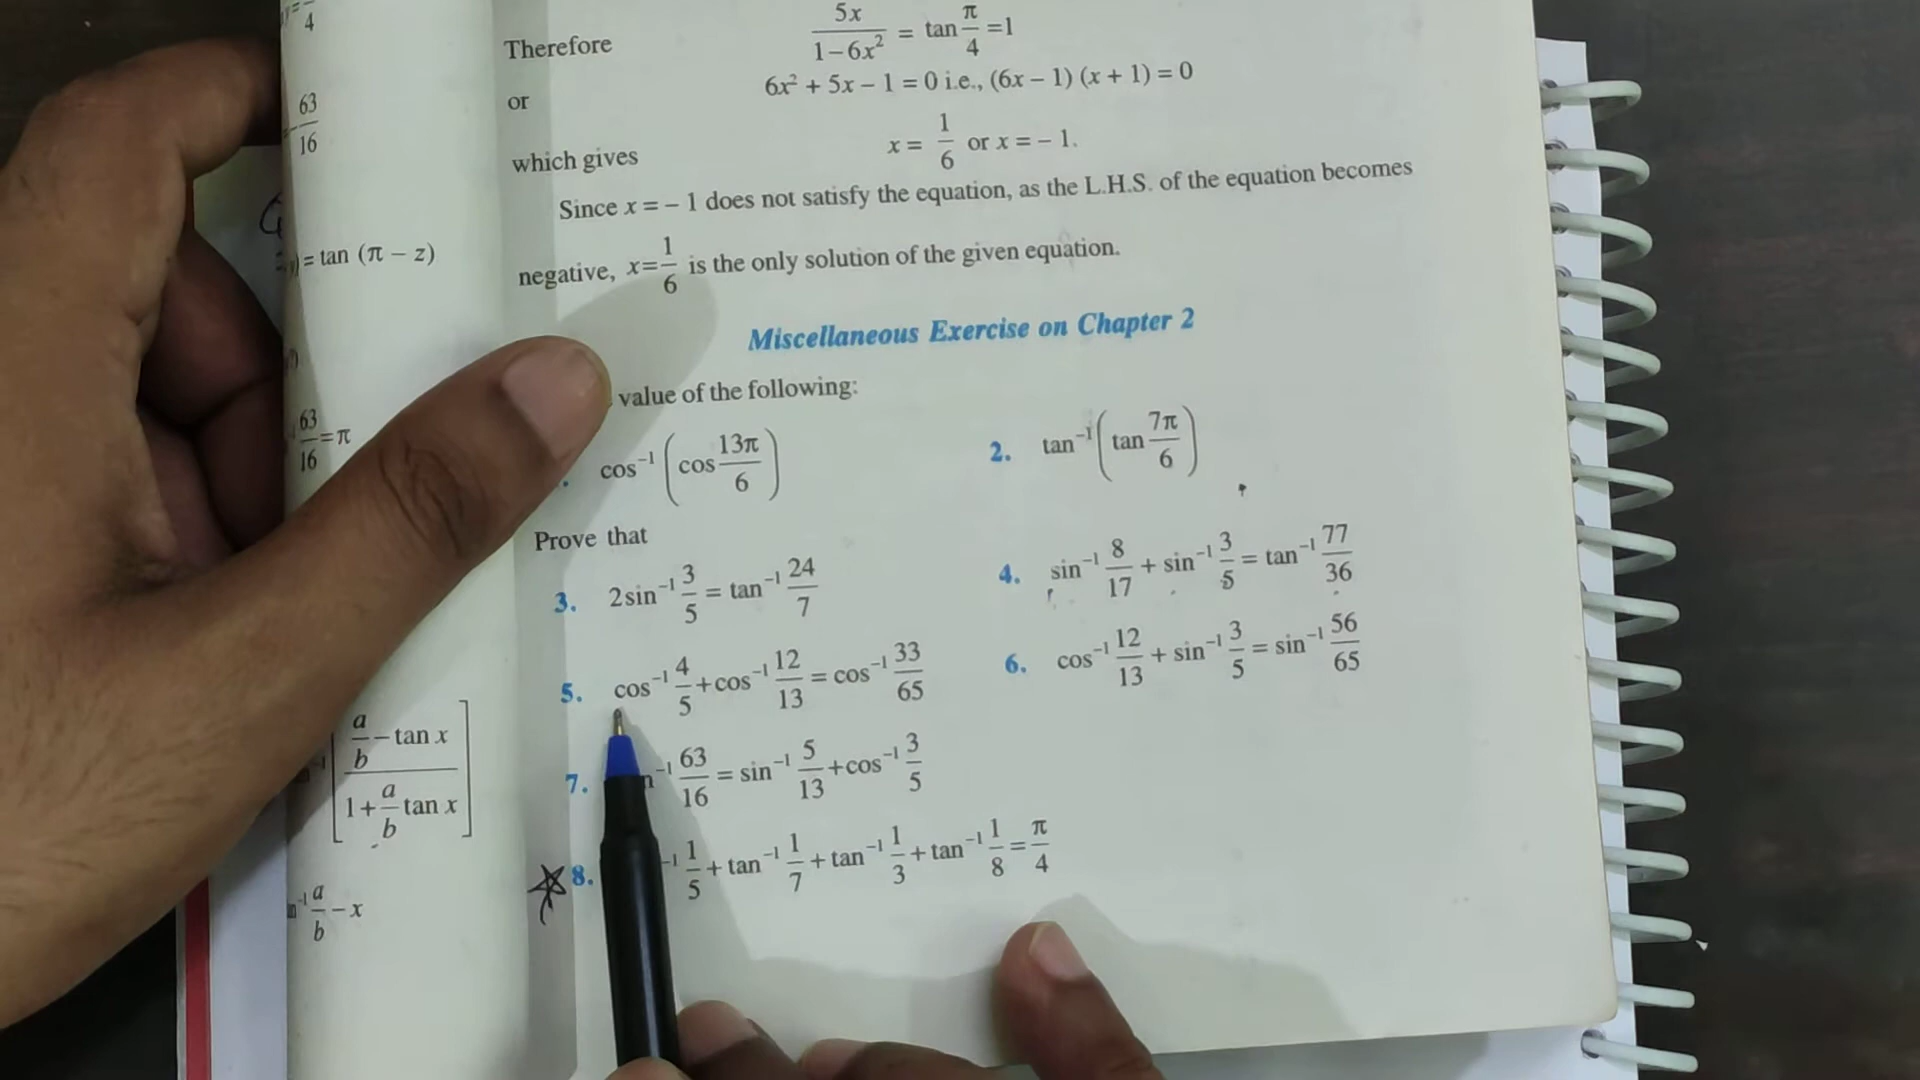 4
63
16
= tan (π − z)
63/16 = π
a/b − tan x
1 + a/b tan x
a/b − x
Therefore 5x/(1 − 6x²) = tan π/4 = 1
or 6x² + 5x − 1 = 0 i.e., (6x − 1) (x + 1) = 0
which gives x = 1/6 or x = − 1.
Since x = − 1 does not satisfy the equation, as the L.H.S. of the equation becomes
negative, x = 1/6 is the only solution of the given equation.
Miscellaneous Exercise on Chapter 2
value of the following:
cos⁻¹ (cos 13π/6) 2. tan⁻¹ (tan 7π/6)
Prove that
3. 2sin⁻¹ 3/5 = tan⁻¹ 24/7 4. sin⁻¹ 8/17 + sin⁻¹ 3/5 = tan⁻¹ 77/36
5. cos⁻¹ 4/5 + cos⁻¹ 12/13 = cos⁻¹ 33/65 6. cos⁻¹ 12/13 + sin⁻¹ 3/5 = sin⁻¹ 56/65
7. ⁻¹ 63/16 = sin⁻¹ 5/13 + cos⁻¹ 3/5
8. ⁻¹ 1/5 + tan⁻¹ 1/7 + tan⁻¹ 1/3 + tan⁻¹ 1/8 = π/4